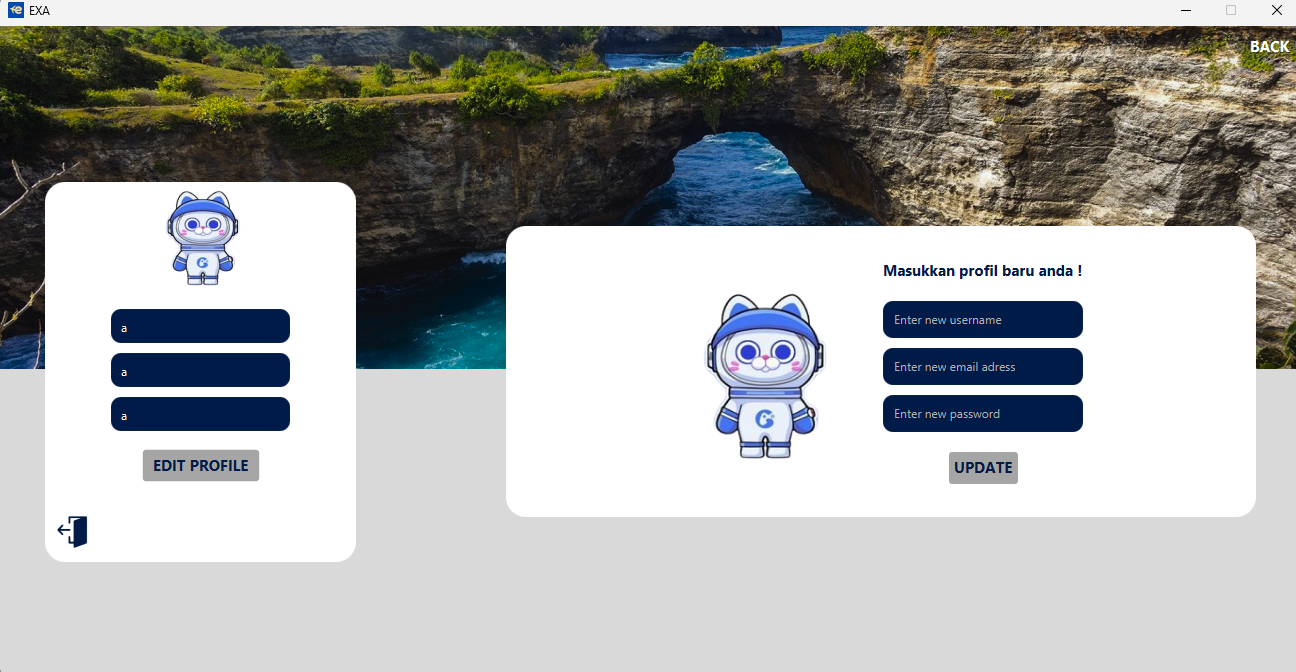 EXA
BACK
a
a
a
EDIT PROFILE
Masukkan profil baru anda !
Enter new username
Enter new email adress
Enter new password
UPDATE